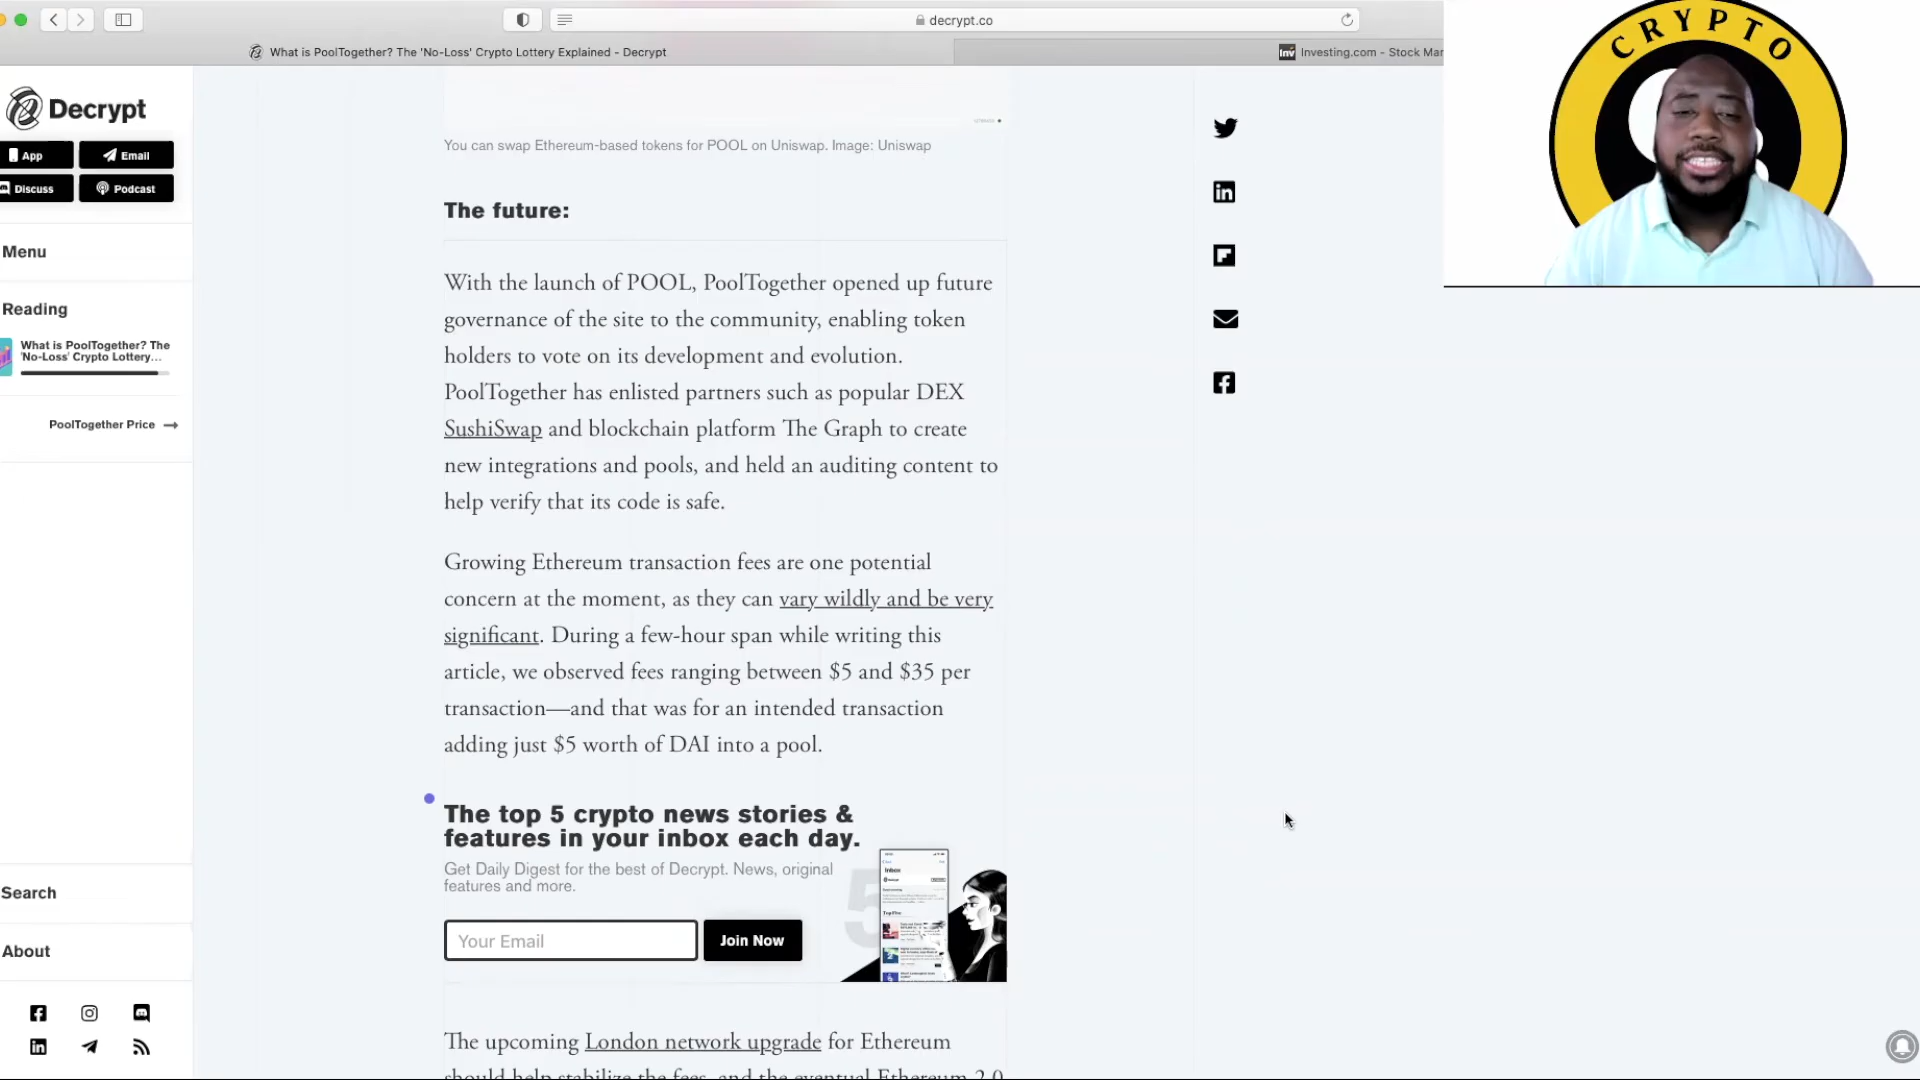 decrypt.co
What is PoolTogether? The 'No-Loss' Crypto Lottery Explained - Decrypt
Investing.com - Stock Mar
CRYPTO
Decrypt
App
Email
Discuss
Podcast
Menu
Reading
What is PoolTogether? The
'No-Loss' Crypto Lottery...
PoolTogether Price
Search
About
You can swap Ethereum-based tokens for POOL on Uniswap. Image: Uniswap
The future:
With the launch of POOL, PoolTogether opened up future
governance of the site to the community, enabling token
holders to vote on its development and evolution.
PoolTogether has enlisted partners such as popular DEX
SushiSwap and blockchain platform The Graph to create
new integrations and pools, and held an auditing content to
help verify that its code is safe.
Growing Ethereum transaction fees are one potential
concern at the moment, as they can vary wildly and be very
significant. During a few-hour span while writing this
article, we observed fees ranging between $5 and $35 per
transaction—and that was for an intended transaction
adding just $5 worth of DAI into a pool.
The top 5 crypto news stories &
features in your inbox each day.
Get Daily Digest for the best of Decrypt. News, original
features and more.
Your Email
Join Now
5
Inbox
The upcoming London network upgrade for Ethereum
should help stabilize the fees, and the eventual Ethereum 2.0